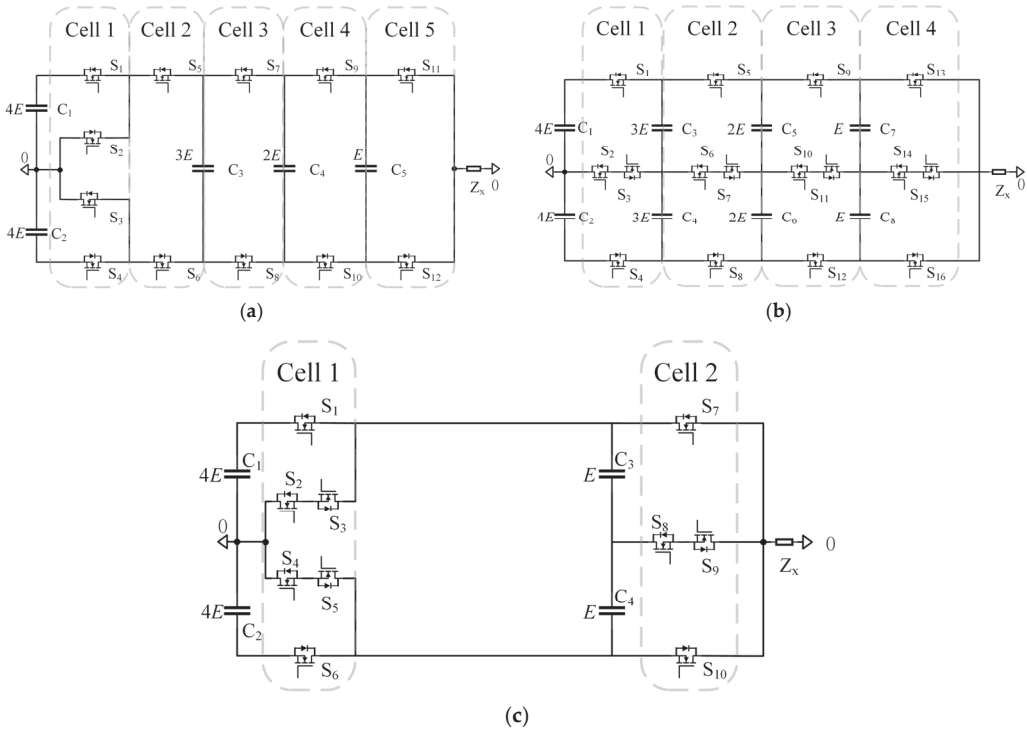 Cell 1 Cell 2 Cell 3 Cell 4 Cell 5
S1 S5 S7 S9 S11
4E C1
S2
0 3E C3 2E C4 E C5 Zx 0
S3
4E C2
S4 S6 S8 S10 S12
(a)
Cell 1 Cell 2 Cell 3 Cell 4
S1 S5 S9 S13
4E C1 3E C3 2E C5 E C7
0 S2 S6 S10 S14 0
S3 S7 S11 S15 Zx
4E C2 3E C4 2E C6 E C8
S4 S8 S12 S16
(b)
Cell 1 Cell 2
S1 S7
4E C1 E C3
S2 S3
0 S8 S9 Zx 0
S4 S5
4E C2 E C4
S6 S10
(c)